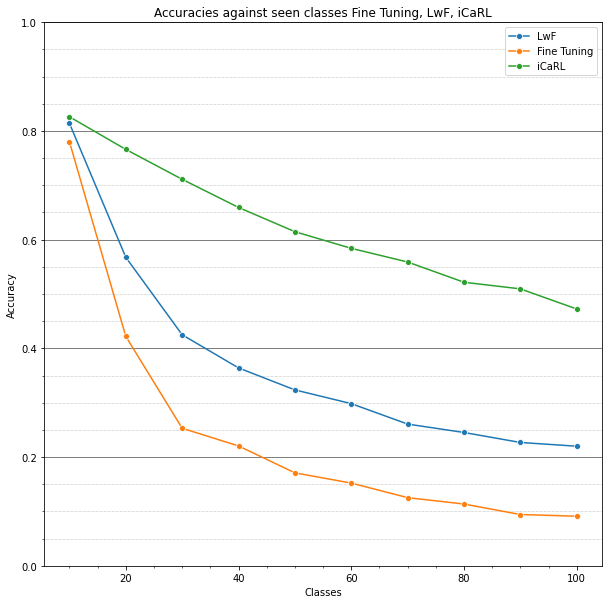 Accuracies against seen classes Fine Tuning, LwF, iCaRL
LwF
Fine Tuning
iCaRL
1.0
0.8
0.6
0.4
0.2
0.0
Accuracy
20 40 60 80 100
Classes